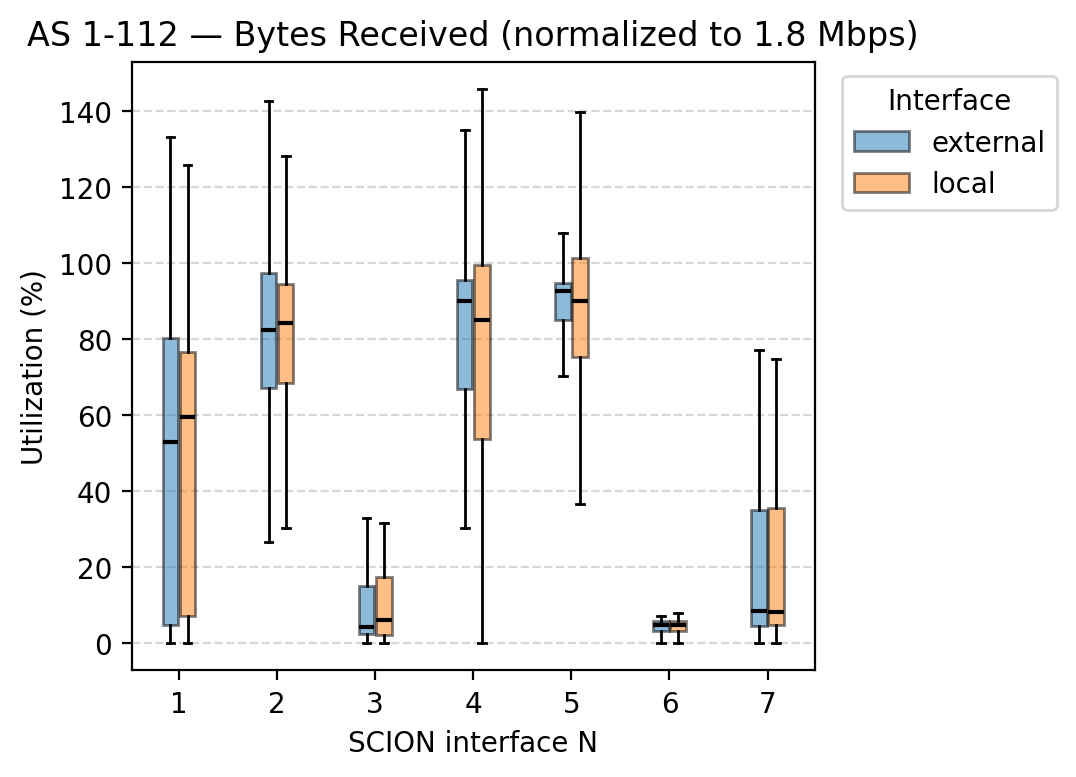 AS 1-112 — Bytes Received (normalized to 1.8 Mbps)
Interface
external
local
Utilization (%)
140
120
100
80
60
40
20
0
1 2 3 4 5 6 7
SCION interface N